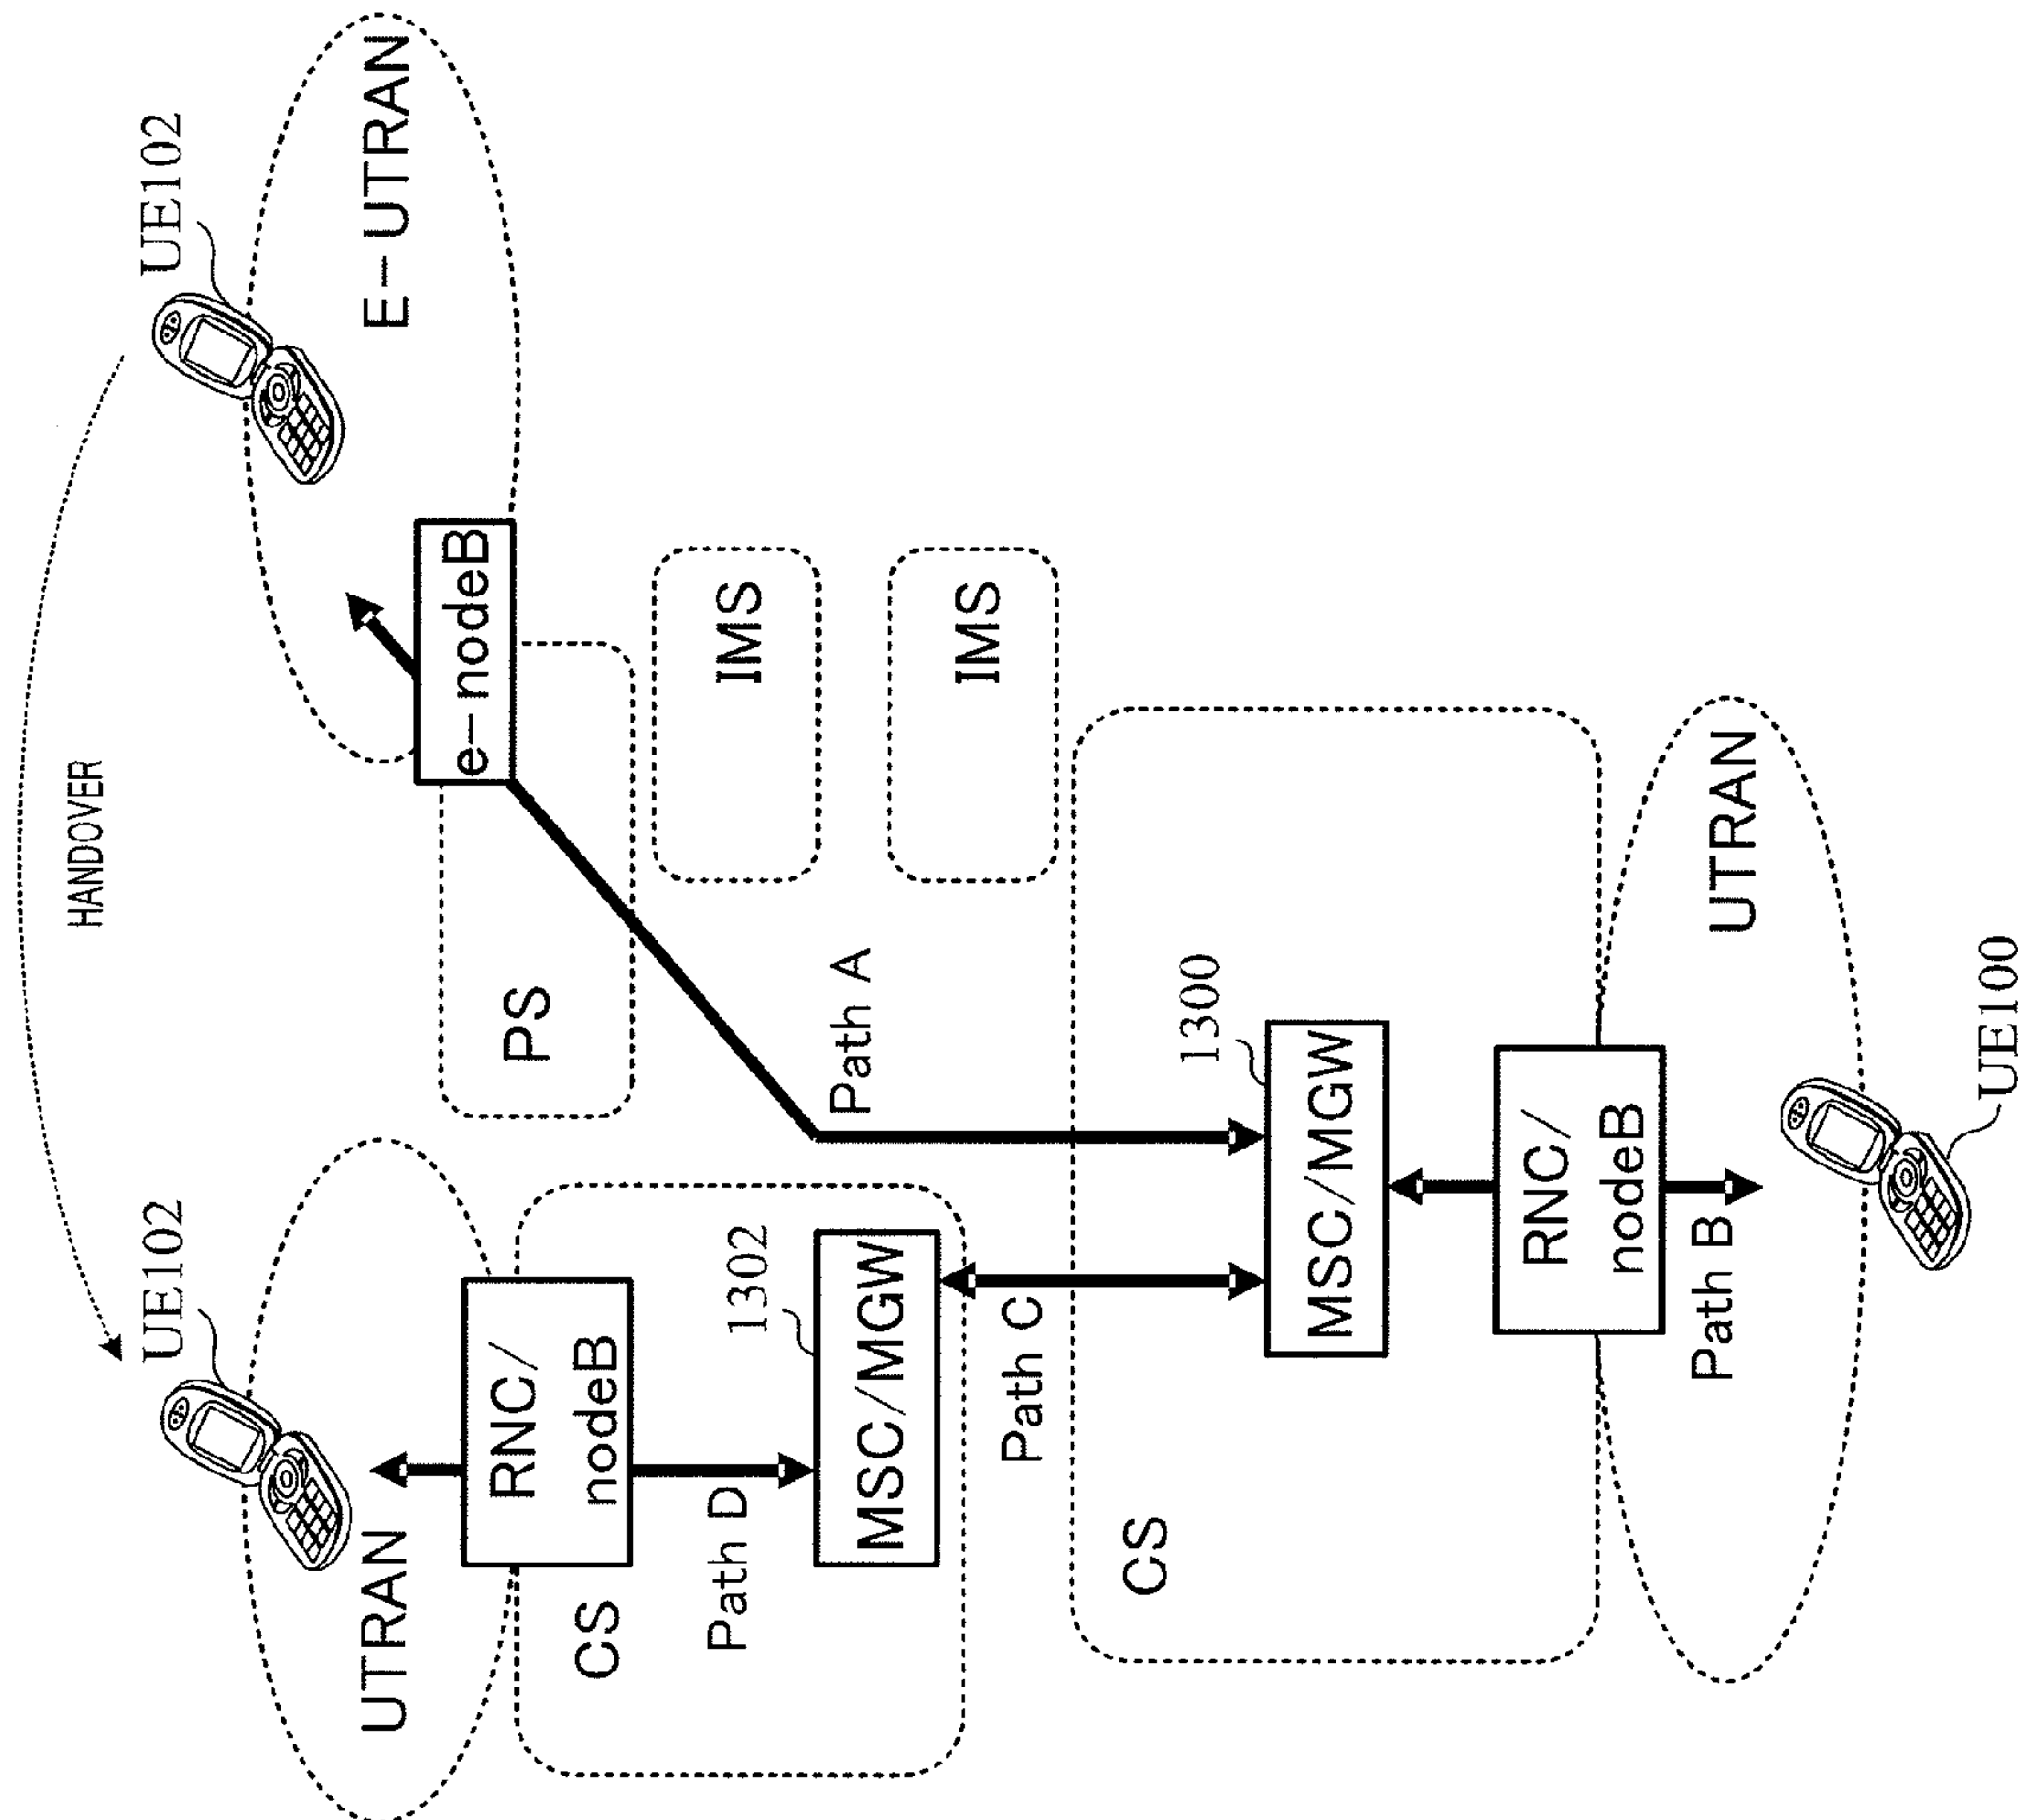 HANDOVER
UE102
UE102
UTRAN
E-UTRAN
RNC/
nodeB
e-nodeB
PS
CS
Path D
1302
IMS
MSC/MGW
Path A
IMS
Path C
CS
1300
MSC/MGW
RNC/
nodeB
Path B
UTRAN
UE100